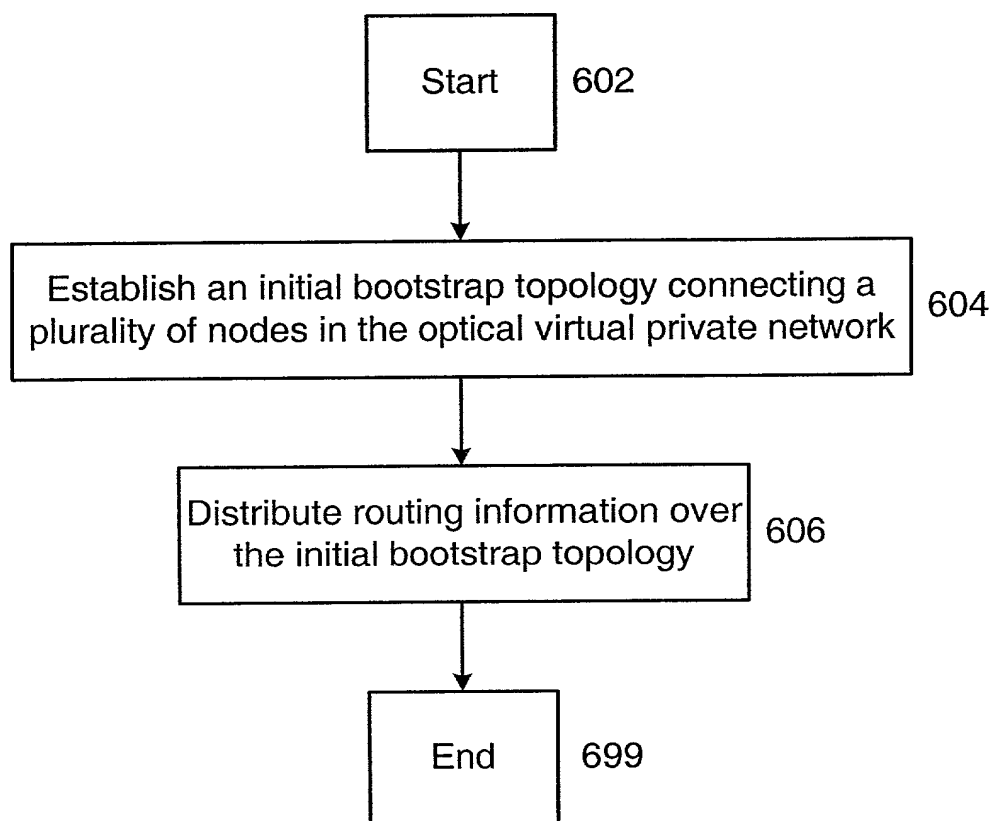 Start
602
Establish an initial bootstrap topology connecting a
plurality of nodes in the optical virtual private network
604
Distribute routing information over
the initial bootstrap topology
606
End
699